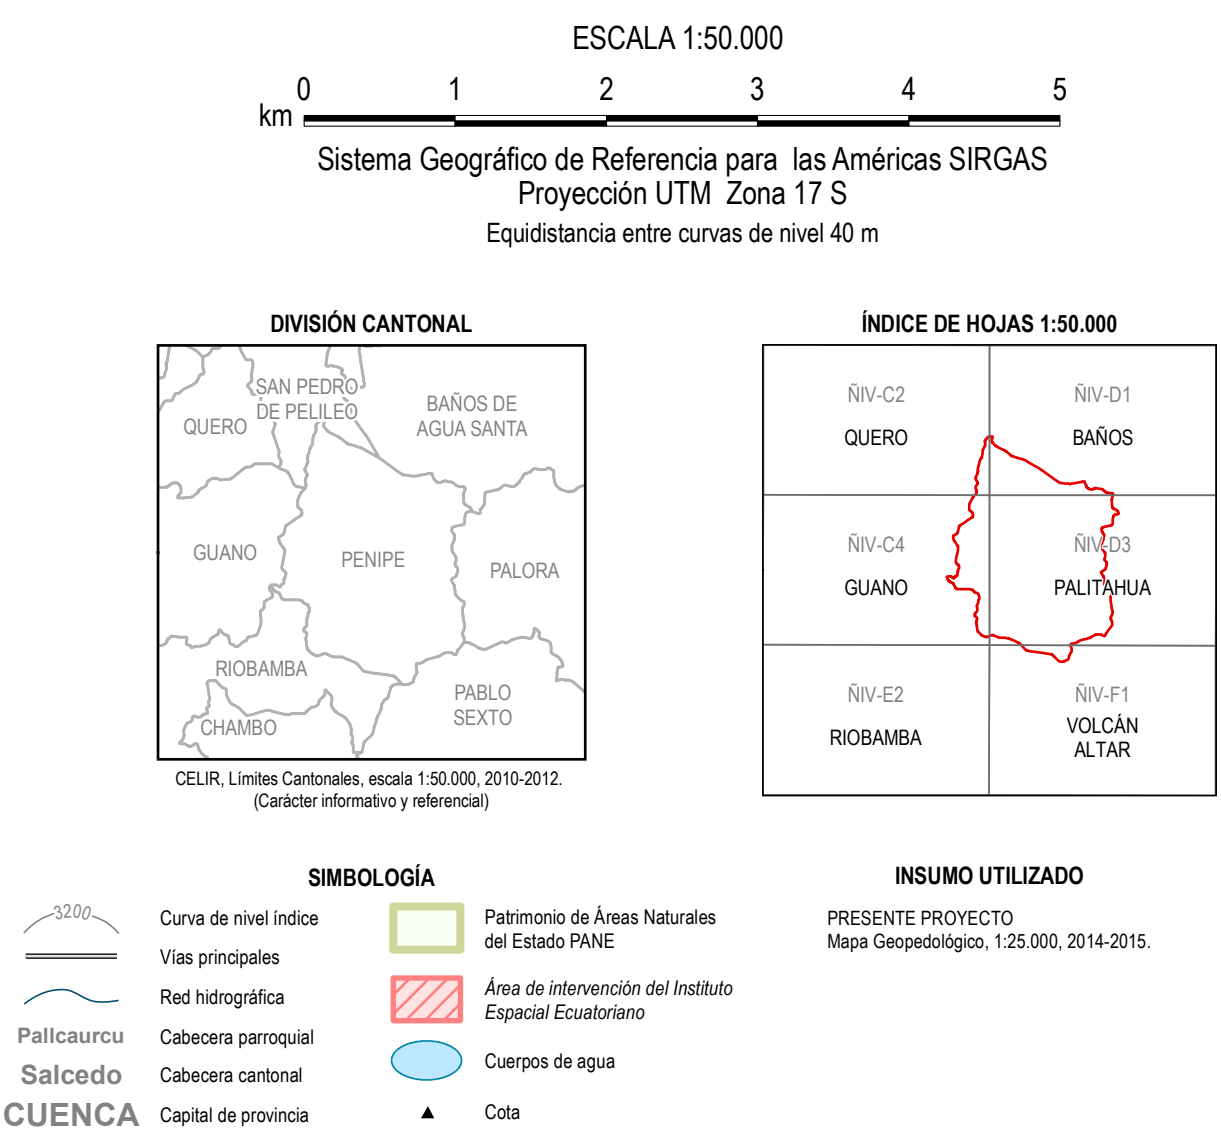 ESCALA 1:50.000
0 1 2 3 4 5
km
Sistema Geográfico de Referencia para las Américas SIRGAS
Proyección UTM Zona 17 S
Equidistancia entre curvas de nivel 40 m
DIVISIÓN CANTONAL
SAN PEDRO
DE PELILEO
QUERO
BAÑOS DE
AGUA SANTA
GUANO
PENIPE
PALORA
RIOBAMBA
PABLO
SEXTO
CHAMBO
CELIR, Límites Cantonales, escala 1:50.000, 2010-2012.
(Carácter informativo y referencial)
ÍNDICE DE HOJAS 1:50.000
ÑIV-C2
QUERO
ÑIV-D1
BAÑOS
ÑIV-C4
GUANO
ÑIV-D3
PALITAHUA
ÑIV-E2
RIOBAMBA
ÑIV-F1
VOLCÁN
ALTAR
SIMBOLOGÍA
3200
Curva de nivel índice
Vías principales
Red hidrográfica
Pallcaurcu
Cabecera parroquial
Salcedo
Cabecera cantonal
CUENCA
Capital de provincia
Patrimonio de Áreas Naturales
del Estado PANE
Área de intervención del Instituto
Espacial Ecuatoriano
Cuerpos de agua
Cota
INSUMO UTILIZADO
PRESENTE PROYECTO
Mapa Geopedológico, 1:25.000, 2014-2015.